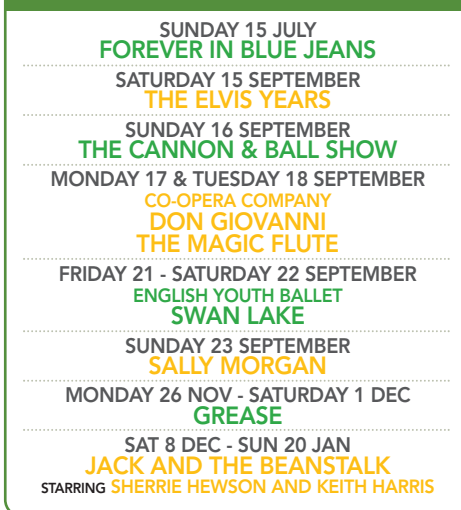 SUNDAY 15 JULY
FOREVER IN BLUE JEANS
SATURDAY 15 SEPTEMBER
THE ELVIS YEARS
SUNDAY 16 SEPTEMBER
THE CANNON & BALL SHOW
MONDAY 17 & TUESDAY 18 SEPTEMBER
CO-OPERA COMPANY
DON GIOVANNI
THE MAGIC FLUTE
FRIDAY 21 - SATURDAY 22 SEPTEMBER
ENGLISH YOUTH BALLET
SWAN LAKE
SUNDAY 23 SEPTEMBER
SALLY MORGAN
MONDAY 26 NOV - SATURDAY 1 DEC
GREASE
SAT 8 DEC - SUN 20 JAN
JACK AND THE BEANSTALK
STARRING SHERRIE HEWSON AND KEITH HARRIS